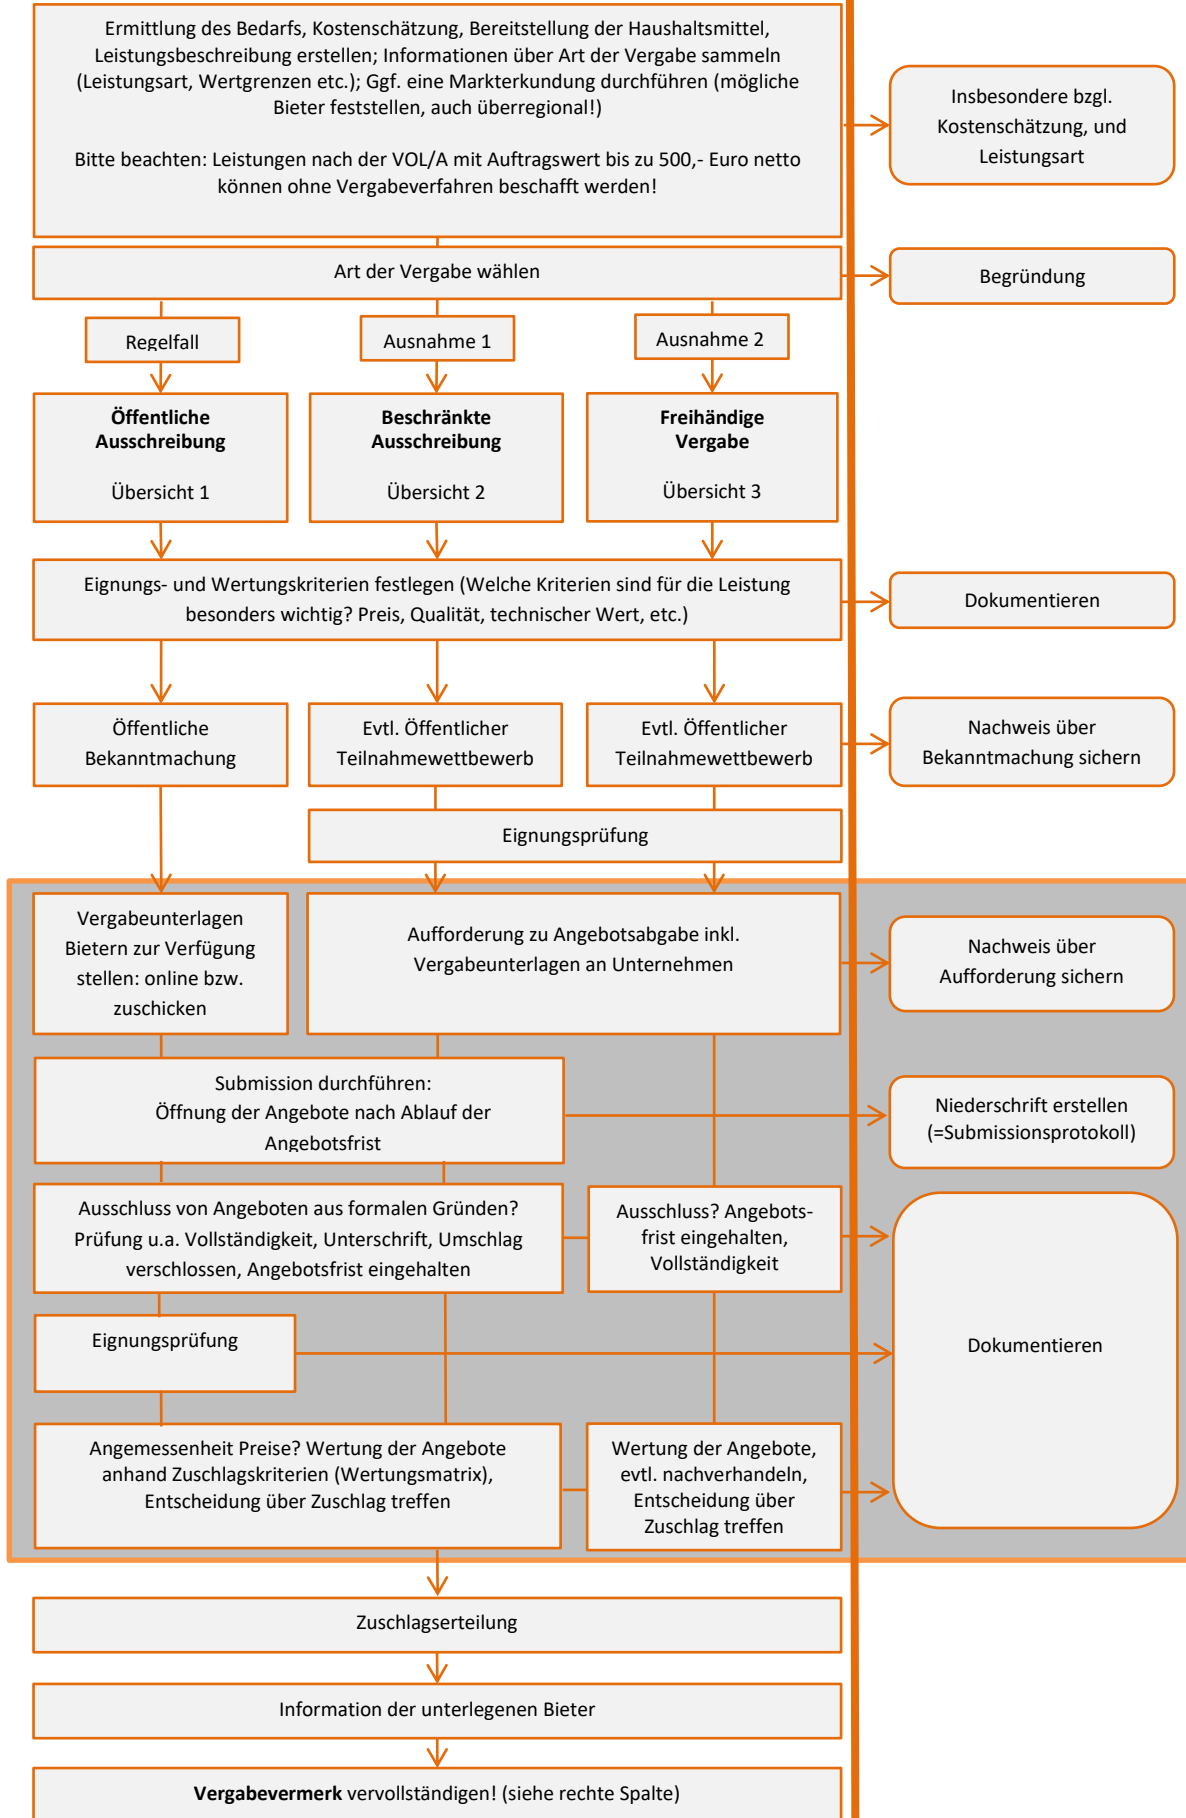 Ermittlung des Bedarfs, Kostenschätzung, Bereitstellung der Haushaltsmittel,
Leistungsbeschreibung erstellen; Informationen über Art der Vergabe sammeln
(Leistungsart, Wertgrenzen etc.); Ggf. eine Markterkundung durchführen (mögliche
Bieter feststellen, auch überregional!)
Bitte beachten: Leistungen nach der VOL/A mit Auftragswert bis zu 500,- Euro netto
können ohne Vergabeverfahren beschafft werden!
Insbesondere bzgl.
Kostenschätzung, und
Leistungsart
Art der Vergabe wählen
Begründung
Regelfall
Ausnahme 1
Ausnahme 2
Öffentliche
Ausschreibung
Übersicht 1
Beschränkte
Ausschreibung
Übersicht 2
Freihändige
Vergabe
Übersicht 3
Eignungs- und Wertungskriterien festlegen (Welche Kriterien sind für die Leistung
besonders wichtig? Preis, Qualität, technischer Wert, etc.)
Dokumentieren
Öffentliche
Bekanntmachung
Evtl. Öffentlicher
Teilnahmewettbewerb
Evtl. Öffentlicher
Teilnahmewettbewerb
Nachweis über
Bekanntmachung sichern
Eignungsprüfung
Vergabeunterlagen
Bietern zur Verfügung
stellen: online bzw.
zuschicken
Aufforderung zu Angebotsabgabe inkl.
Vergabeunterlagen an Unternehmen
Nachweis über
Aufforderung sichern
Submission durchführen:
Öffnung der Angebote nach Ablauf der
Angebotsfrist
Niederschrift erstellen
(=Submissionsprotokoll)
Ausschluss von Angeboten aus formalen Gründen?
Prüfung u.a. Vollständigkeit, Unterschrift, Umschlag
verschlossen, Angebotsfrist eingehalten
Ausschluss? Angebots-
frist eingehalten,
Vollständigkeit
Eignungsprüfung
Dokumentieren
Angemessenheit Preise? Wertung der Angebote
anhand Zuschlagskriterien (Wertungsmatrix),
Entscheidung über Zuschlag treffen
Wertung der Angebote,
evtl. nachverhandeln,
Entscheidung über
Zuschlag treffen
Zuschlagserteilung
Information der unterlegenen Bieter
Vergabevermerk vervollständigen! (siehe rechte Spalte)